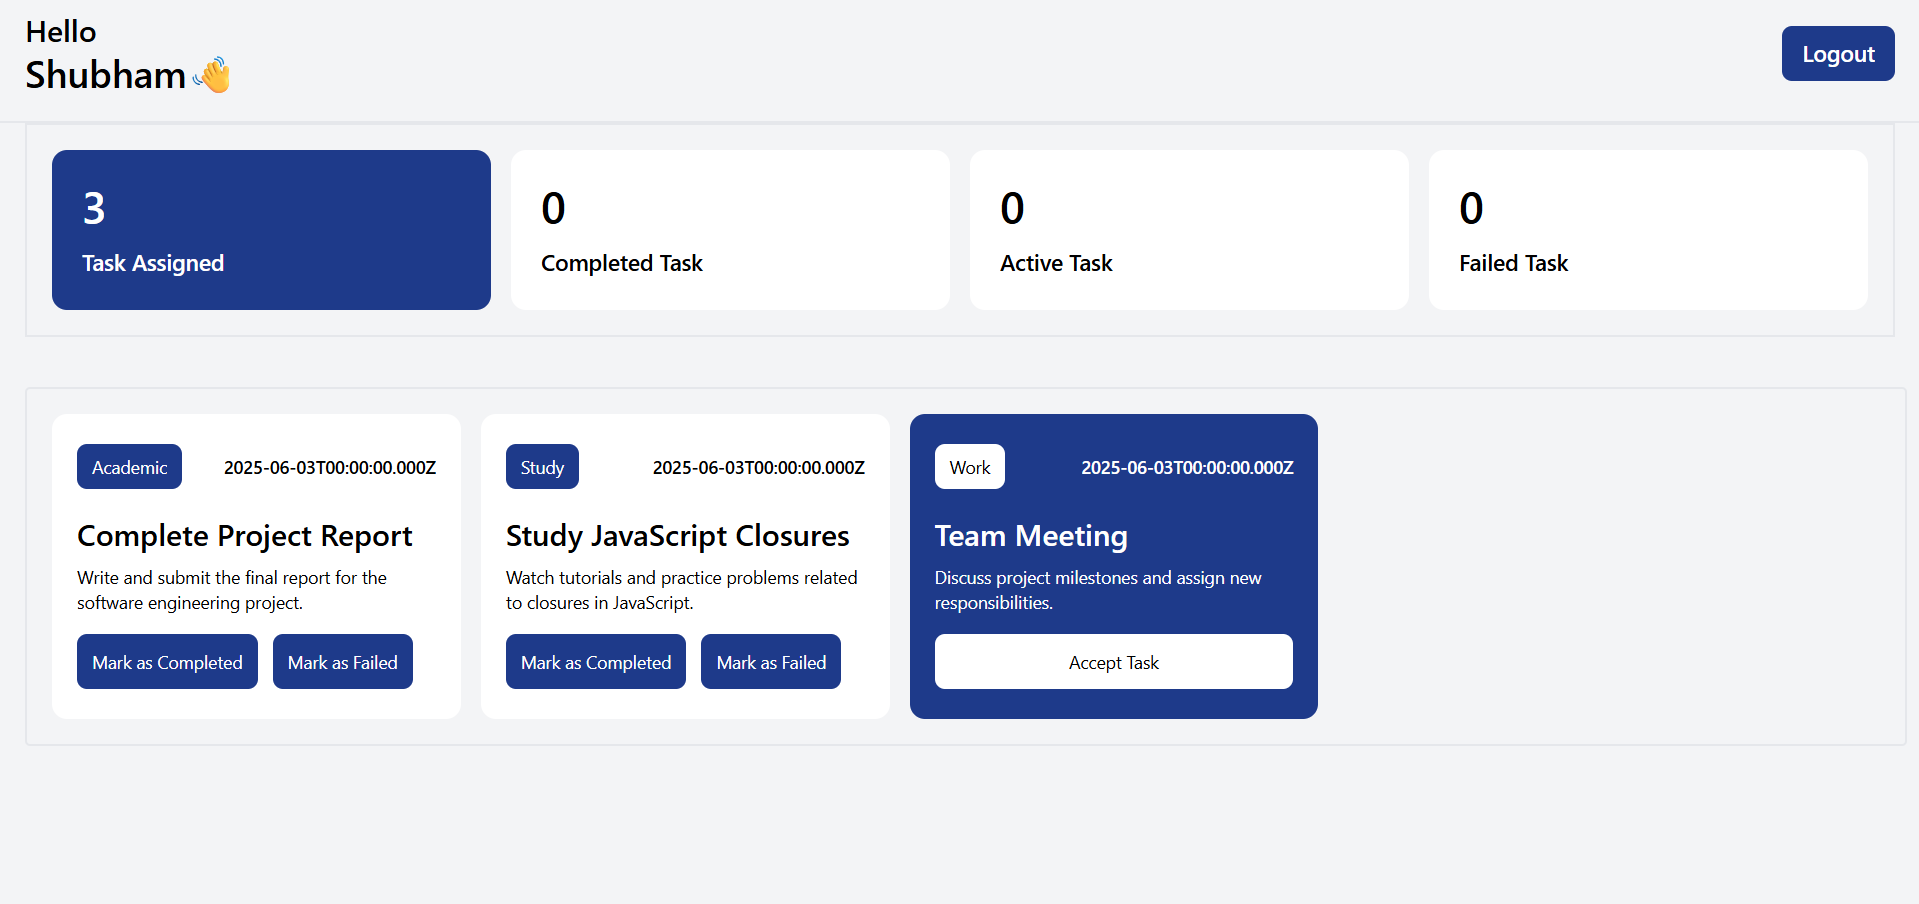 Hello
Shubham 👋
Logout
3
Task Assigned
0
Completed Task
0
Active Task
0
Failed Task
Academic
2025-06-03T00:00:00.000Z
Complete Project Report
Write and submit the final report for the
software engineering project.
Mark as Completed
Mark as Failed
Study
2025-06-03T00:00:00.000Z
Study JavaScript Closures
Watch tutorials and practice problems related
to closures in JavaScript.
Mark as Completed
Mark as Failed
Work
2025-06-03T00:00:00.000Z
Team Meeting
Discuss project milestones and assign new
responsibilities.
Accept Task